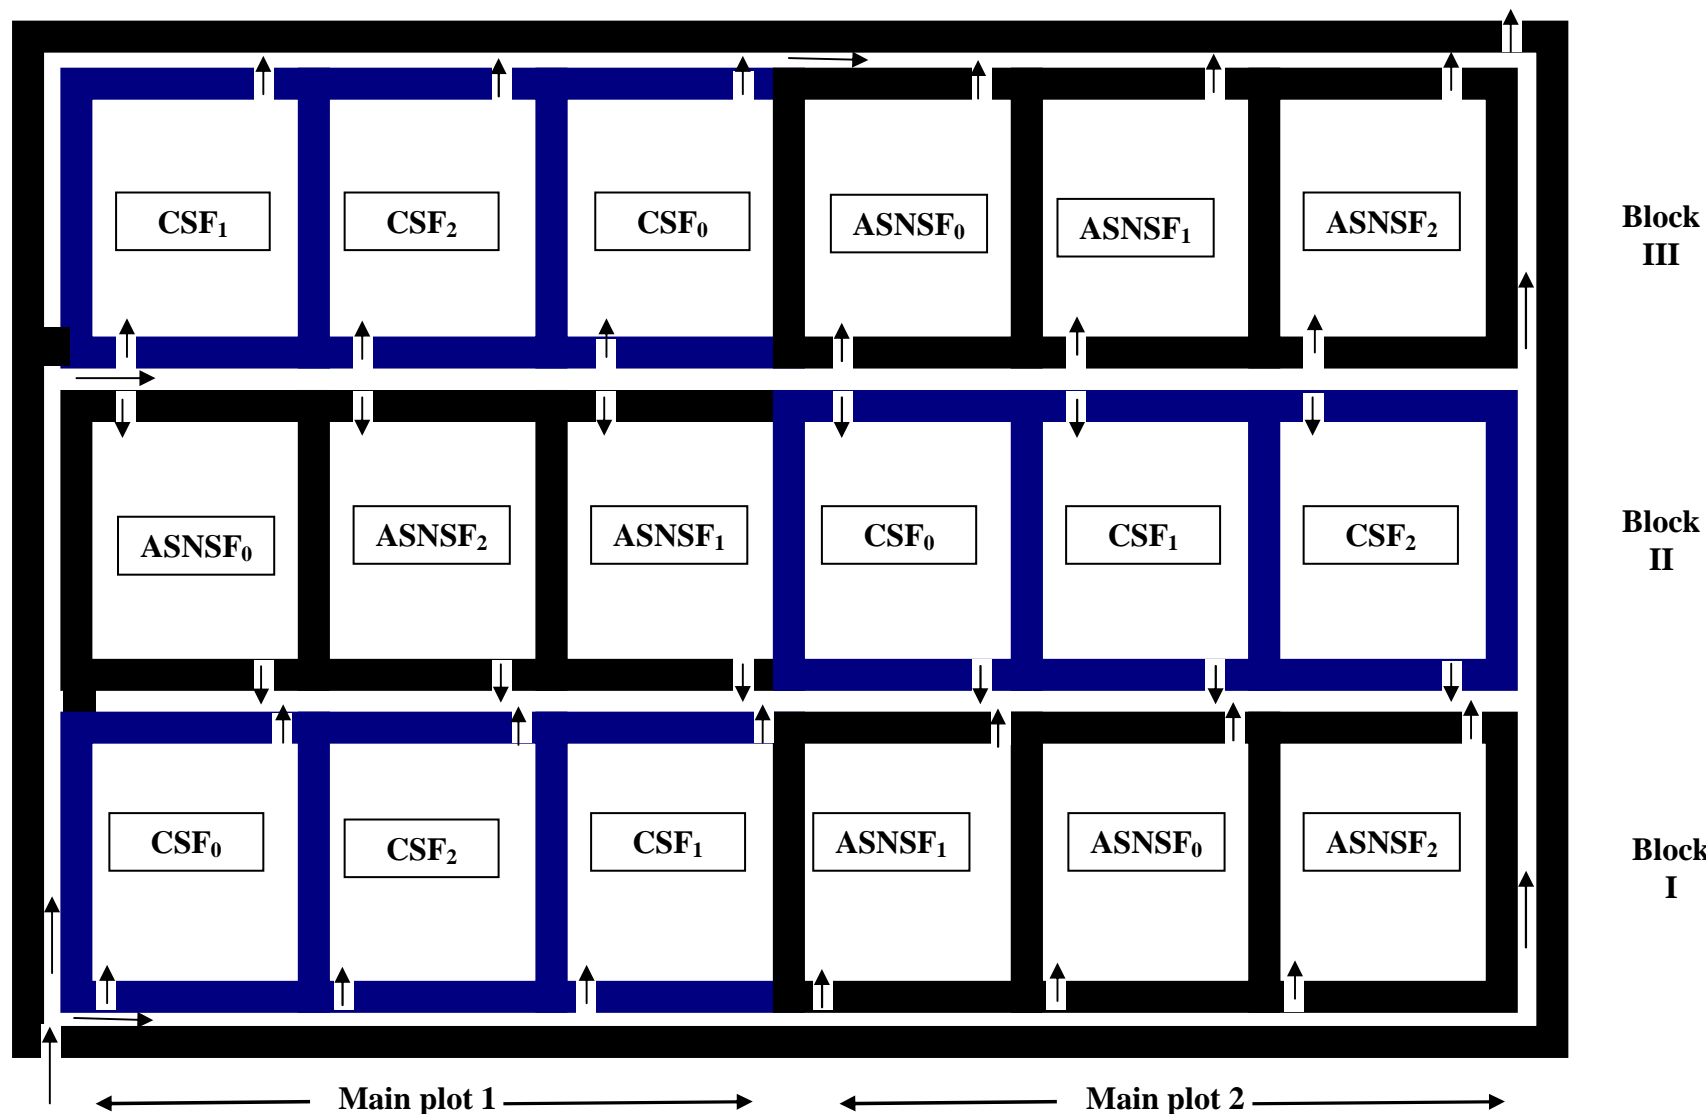 CSF₁ CSF₂ CSF₀ ASNSF₀ ASNSF₁ ASNSF₂ Block
III
ASNSF₀ ASNSF₂ ASNSF₁ CSF₀ CSF₁ CSF₂ Block
II
CSF₀ CSF₂ CSF₁ ASNSF₁ ASNSF₀ ASNSF₂ Block
I
Main plot 1 Main plot 2